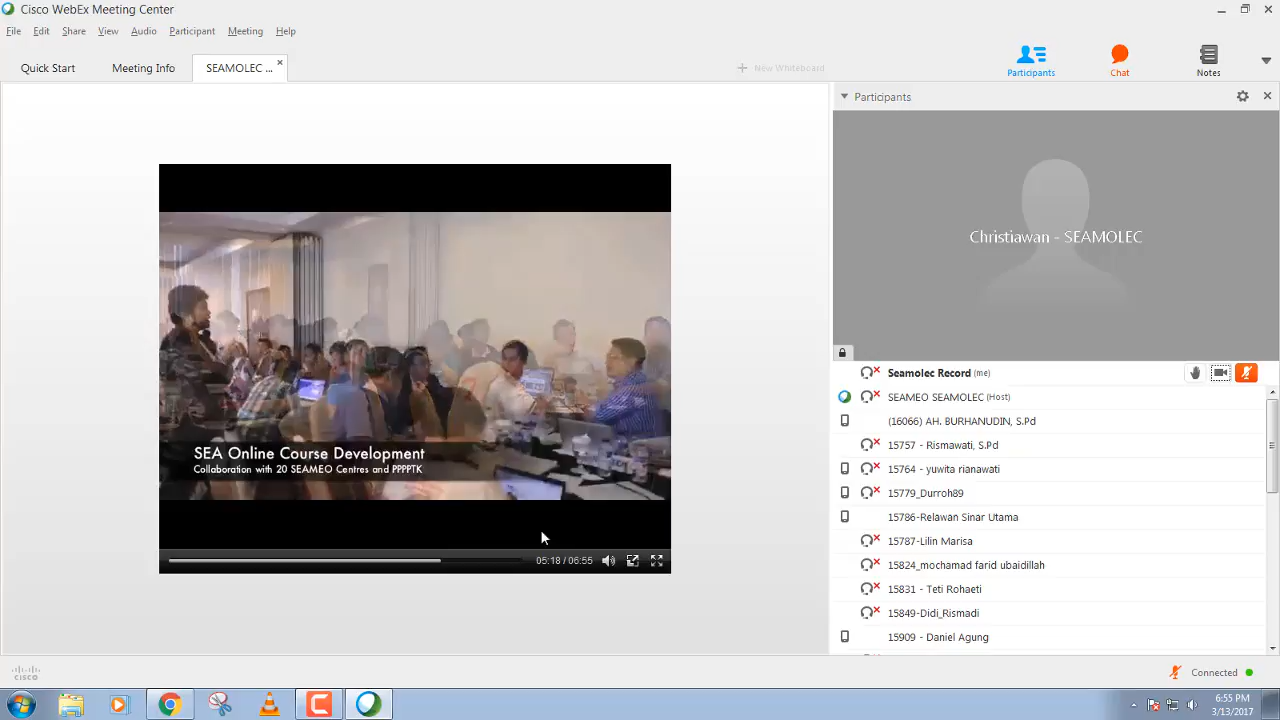 Cisco WebEx Meeting Center
File Edit Share View Audio Participant Meeting Help
Quick Start Meeting Info SEAMOLEC ... New Whiteboard
Participants Chat Notes
Participants
Christiawan - SEAMOLEC
Seamolec Record (me)
SEAMEO SEAMOLEC (Host)
(16066) AH. BURHANUDIN, S.Pd
15757 - Rismawati, S.Pd
15764 - yuwita rianawati
15779_Durroh89
15786-Relawan Sinar Utama
15787-Lilin Marisa
15824_mochamad farid ubaidillah
15831 - Teti Rohaeti
15849-Didi_Rismadi
15909 - Daniel Agung
SEA Online Course Development
Collaboration with 20 SEAMEO Centres and PPPPTK
05:18 / 06:55
cisco
Connected
6:55 PM
3/13/2017